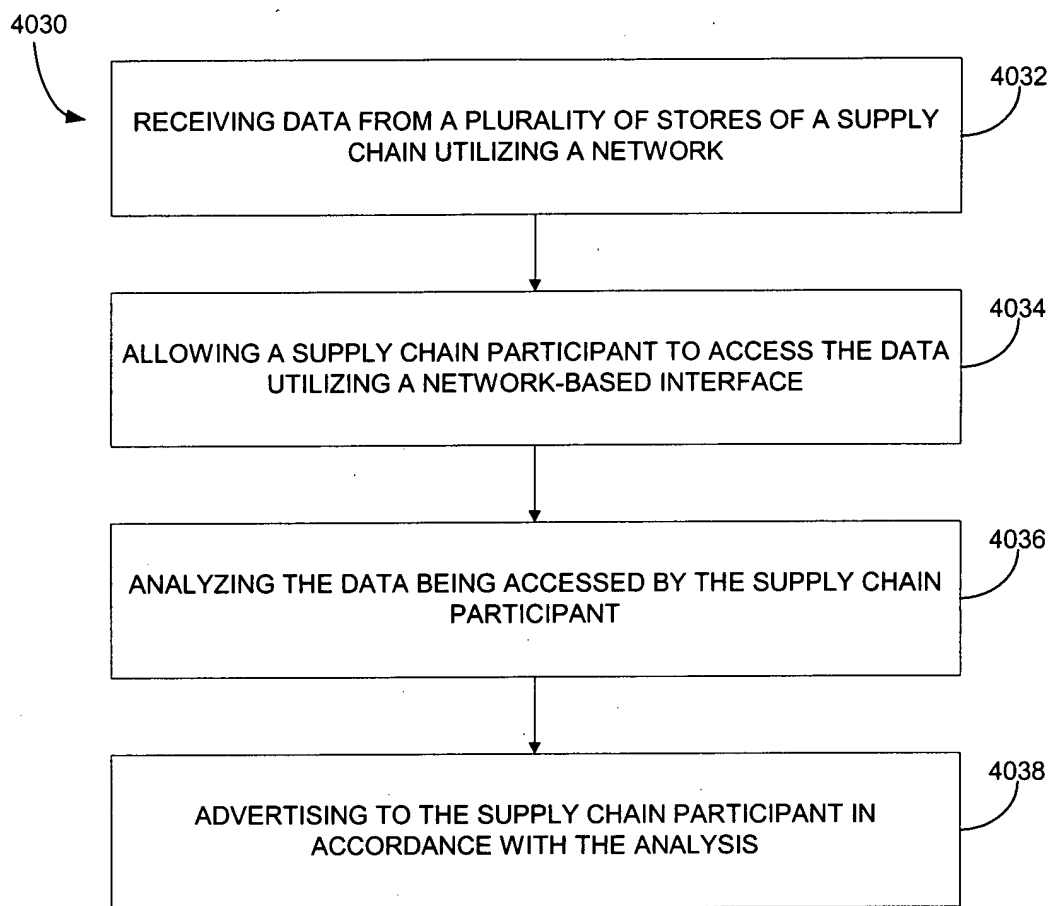 4030
4032
RECEIVING DATA FROM A PLURALITY OF STORES OF A SUPPLY
CHAIN UTILIZING A NETWORK
4034
ALLOWING A SUPPLY CHAIN PARTICIPANT TO ACCESS THE DATA
UTILIZING A NETWORK-BASED INTERFACE
4036
ANALYZING THE DATA BEING ACCESSED BY THE SUPPLY CHAIN
PARTICIPANT
4038
ADVERTISING TO THE SUPPLY CHAIN PARTICIPANT IN
ACCORDANCE WITH THE ANALYSIS